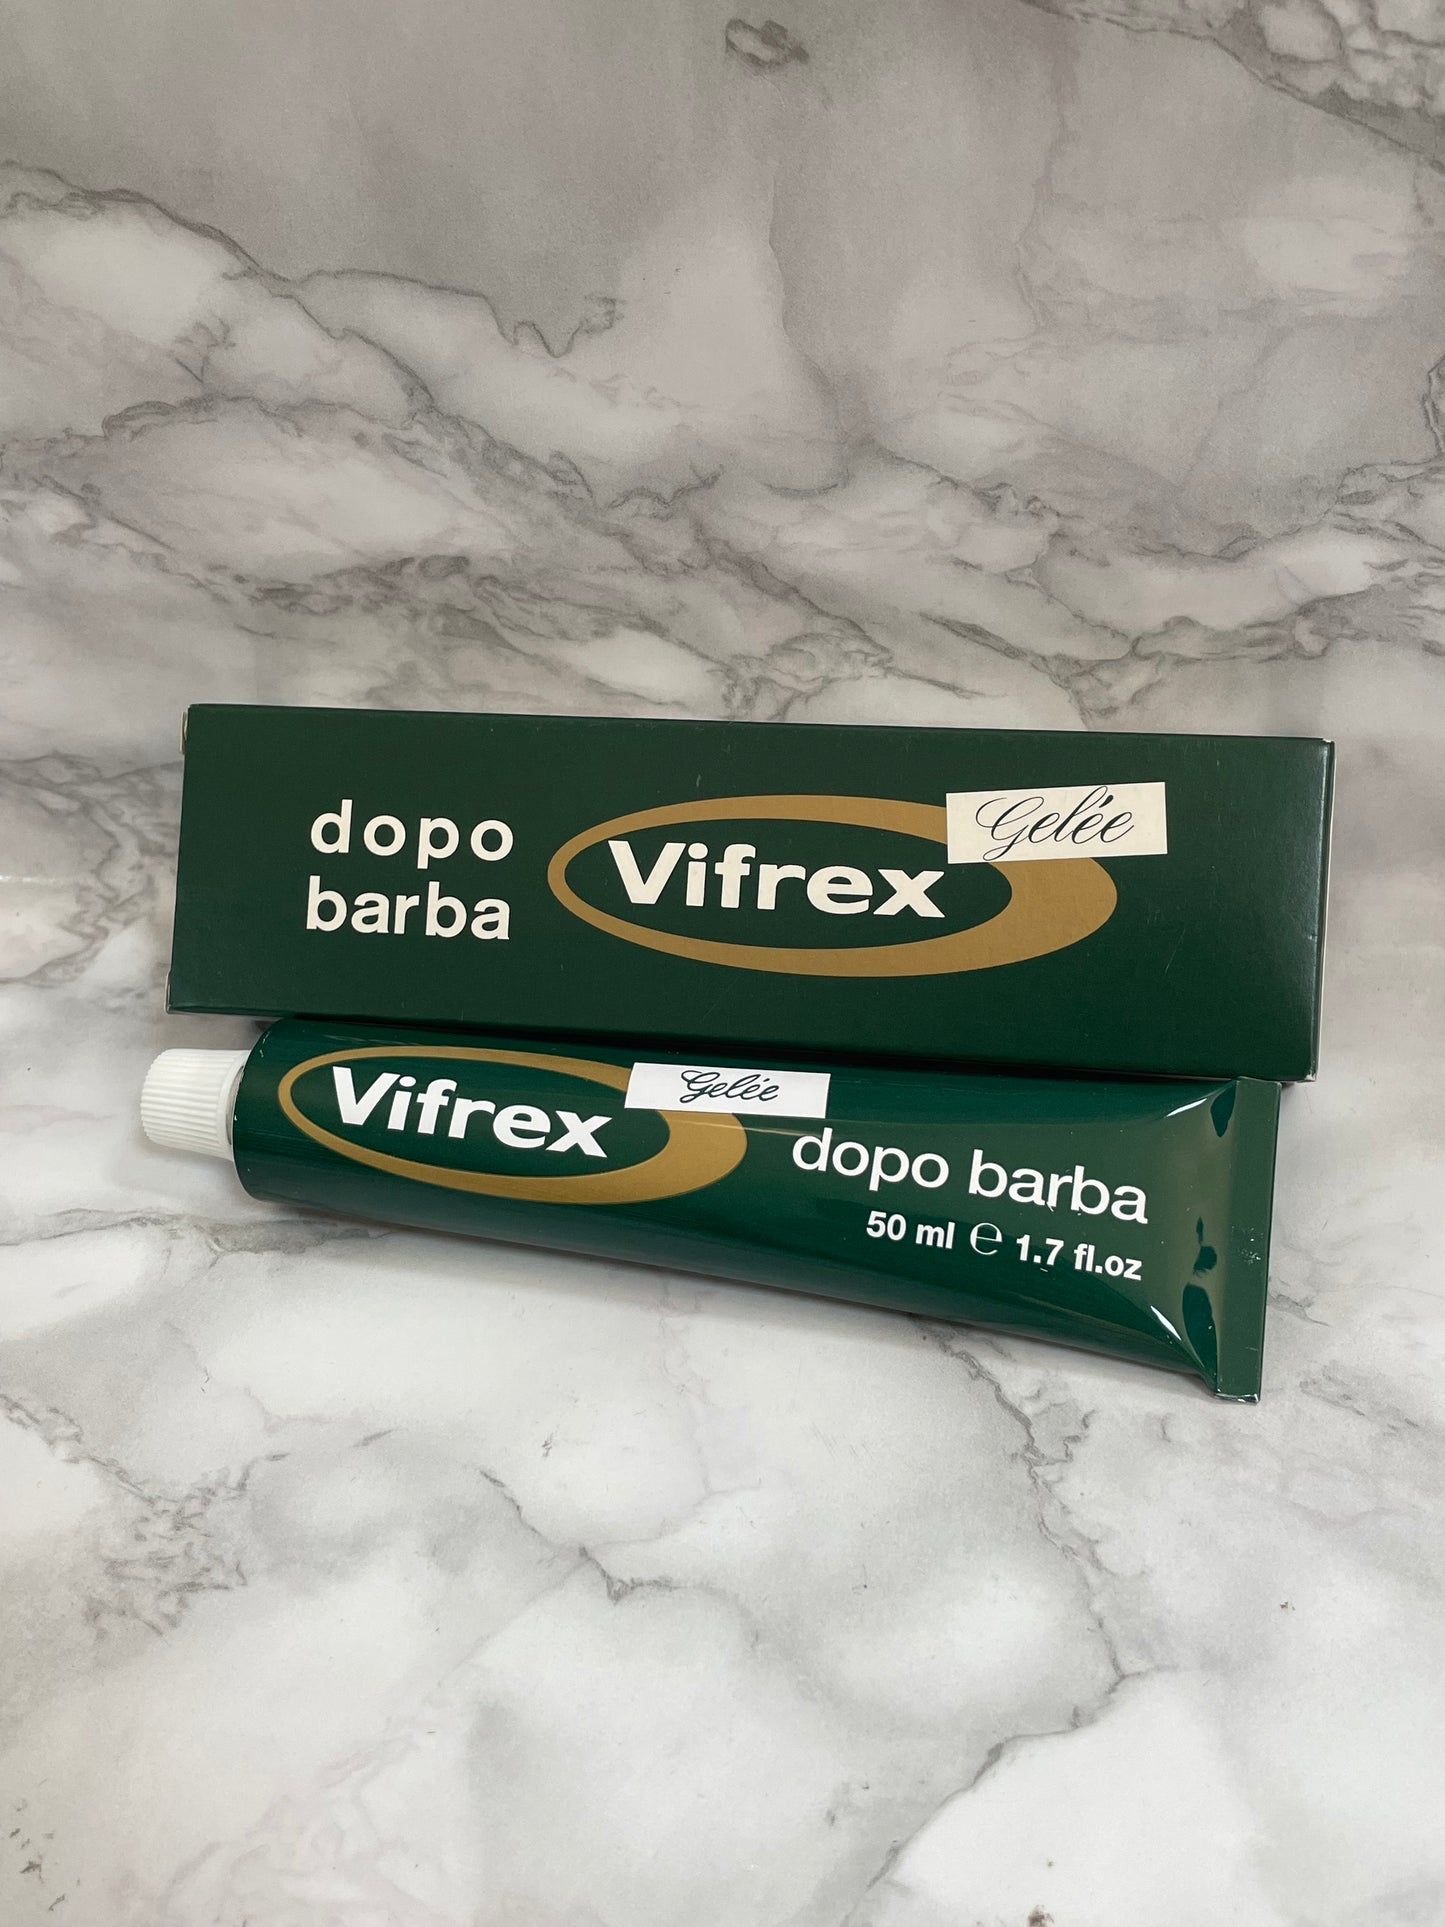 dopo
barba
Vifrex
Gelée
Vifrex
Gelée
dopo barba
50 ml ℮ 1.7 fl.oz